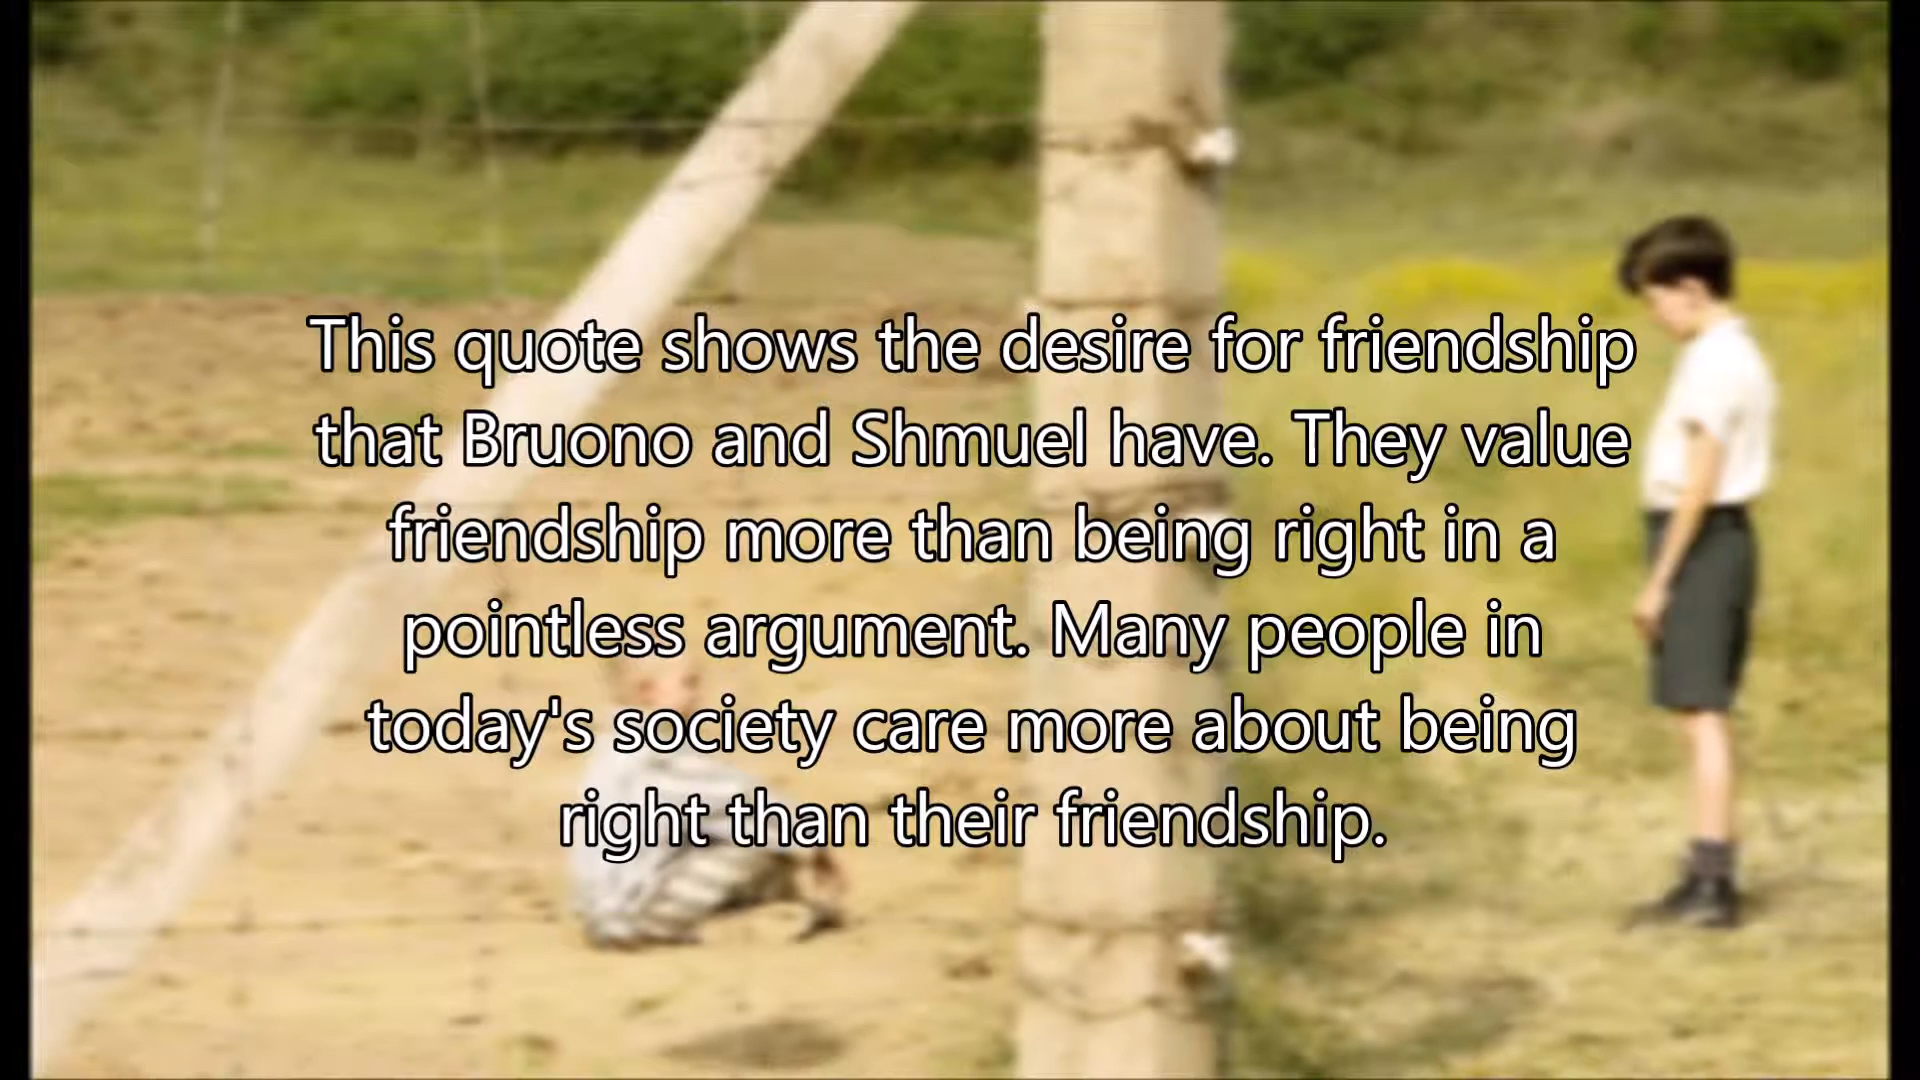 This quote shows the desire for friendship
that Bruono and Shmuel have. They value
friendship more than being right in a
pointless argument. Many people in
today's society care more about being
right than their friendship.